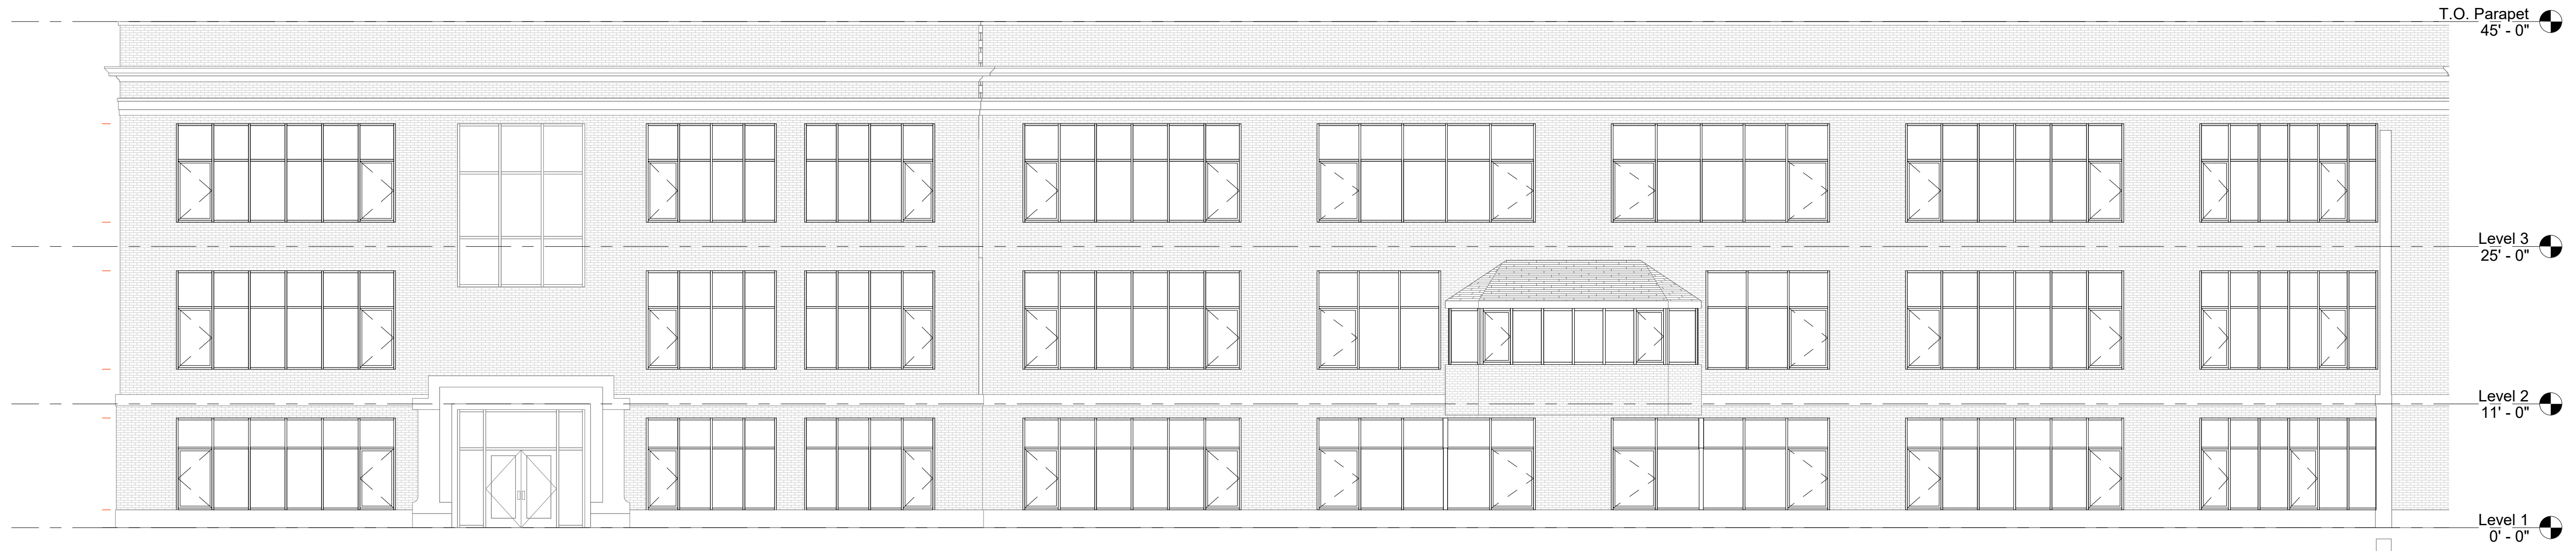 T.O. Parapet
45' - 0"
Level 3
25' - 0"
Level 2
11' - 0"
Level 1
0' - 0"